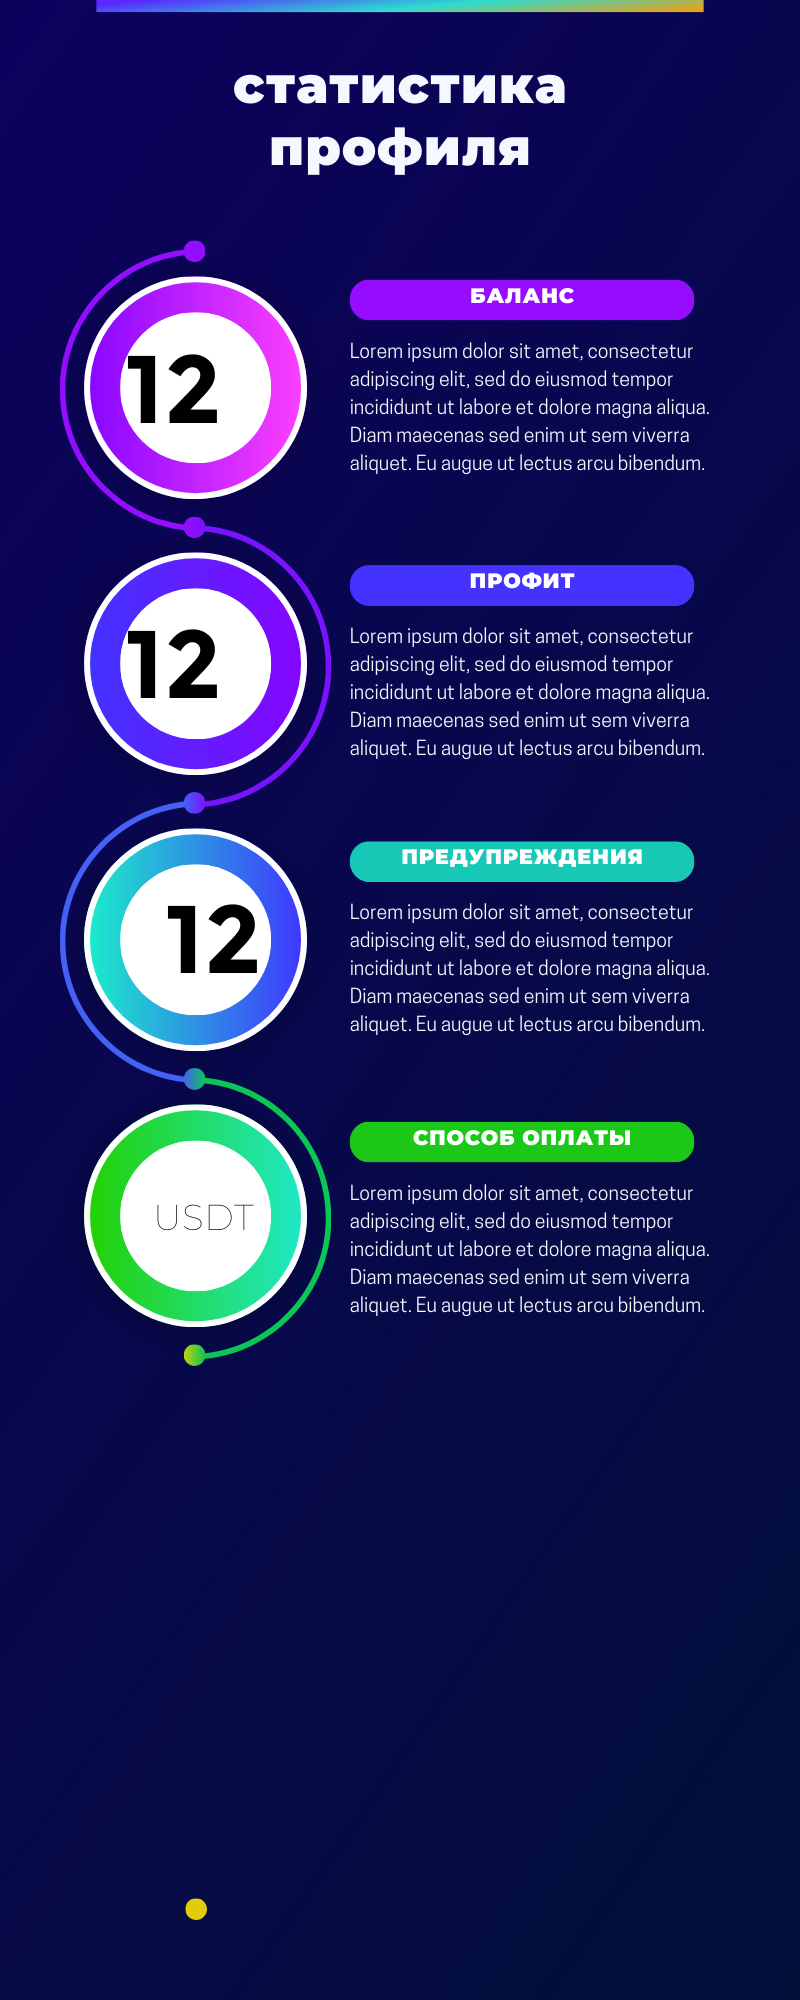 статистика
профиля
12
БАЛАНС
Lorem ipsum dolor sit amet, consectetur
adipiscing elit, sed do eiusmod tempor
incididunt ut labore et dolore magna aliqua.
Diam maecenas sed enim ut sem viverra
aliquet. Eu augue ut lectus arcu bibendum.
12
ПРОФИТ
Lorem ipsum dolor sit amet, consectetur
adipiscing elit, sed do eiusmod tempor
incididunt ut labore et dolore magna aliqua.
Diam maecenas sed enim ut sem viverra
aliquet. Eu augue ut lectus arcu bibendum.
12
ПРЕДУПРЕЖДЕНИЯ
Lorem ipsum dolor sit amet, consectetur
adipiscing elit, sed do eiusmod tempor
incididunt ut labore et dolore magna aliqua.
Diam maecenas sed enim ut sem viverra
aliquet. Eu augue ut lectus arcu bibendum.
USDT
СПОСОБ ОПЛАТЫ
Lorem ipsum dolor sit amet, consectetur
adipiscing elit, sed do eiusmod tempor
incididunt ut labore et dolore magna aliqua.
Diam maecenas sed enim ut sem viverra
aliquet. Eu augue ut lectus arcu bibendum.